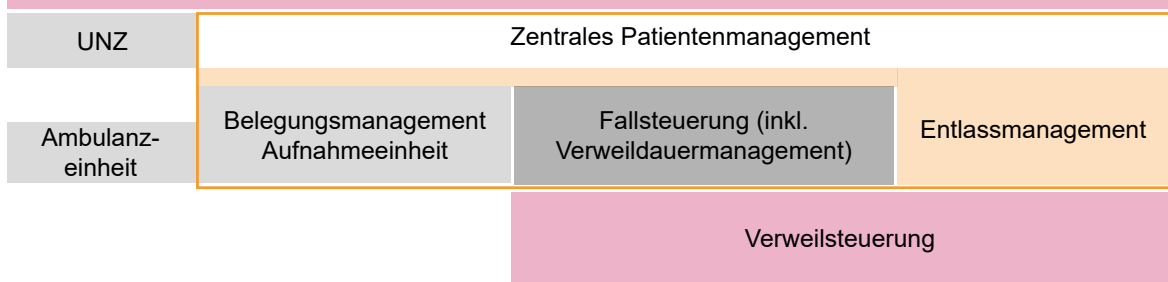 UNZ
Zentrales Patientenmanagement
Ambulanz-
einheit
Belegungsmanagement
Aufnahmeeinheit
Fallsteuerung (inkl.
Verweildauermanagement)
Entlassmanagement
Verweilsteuerung